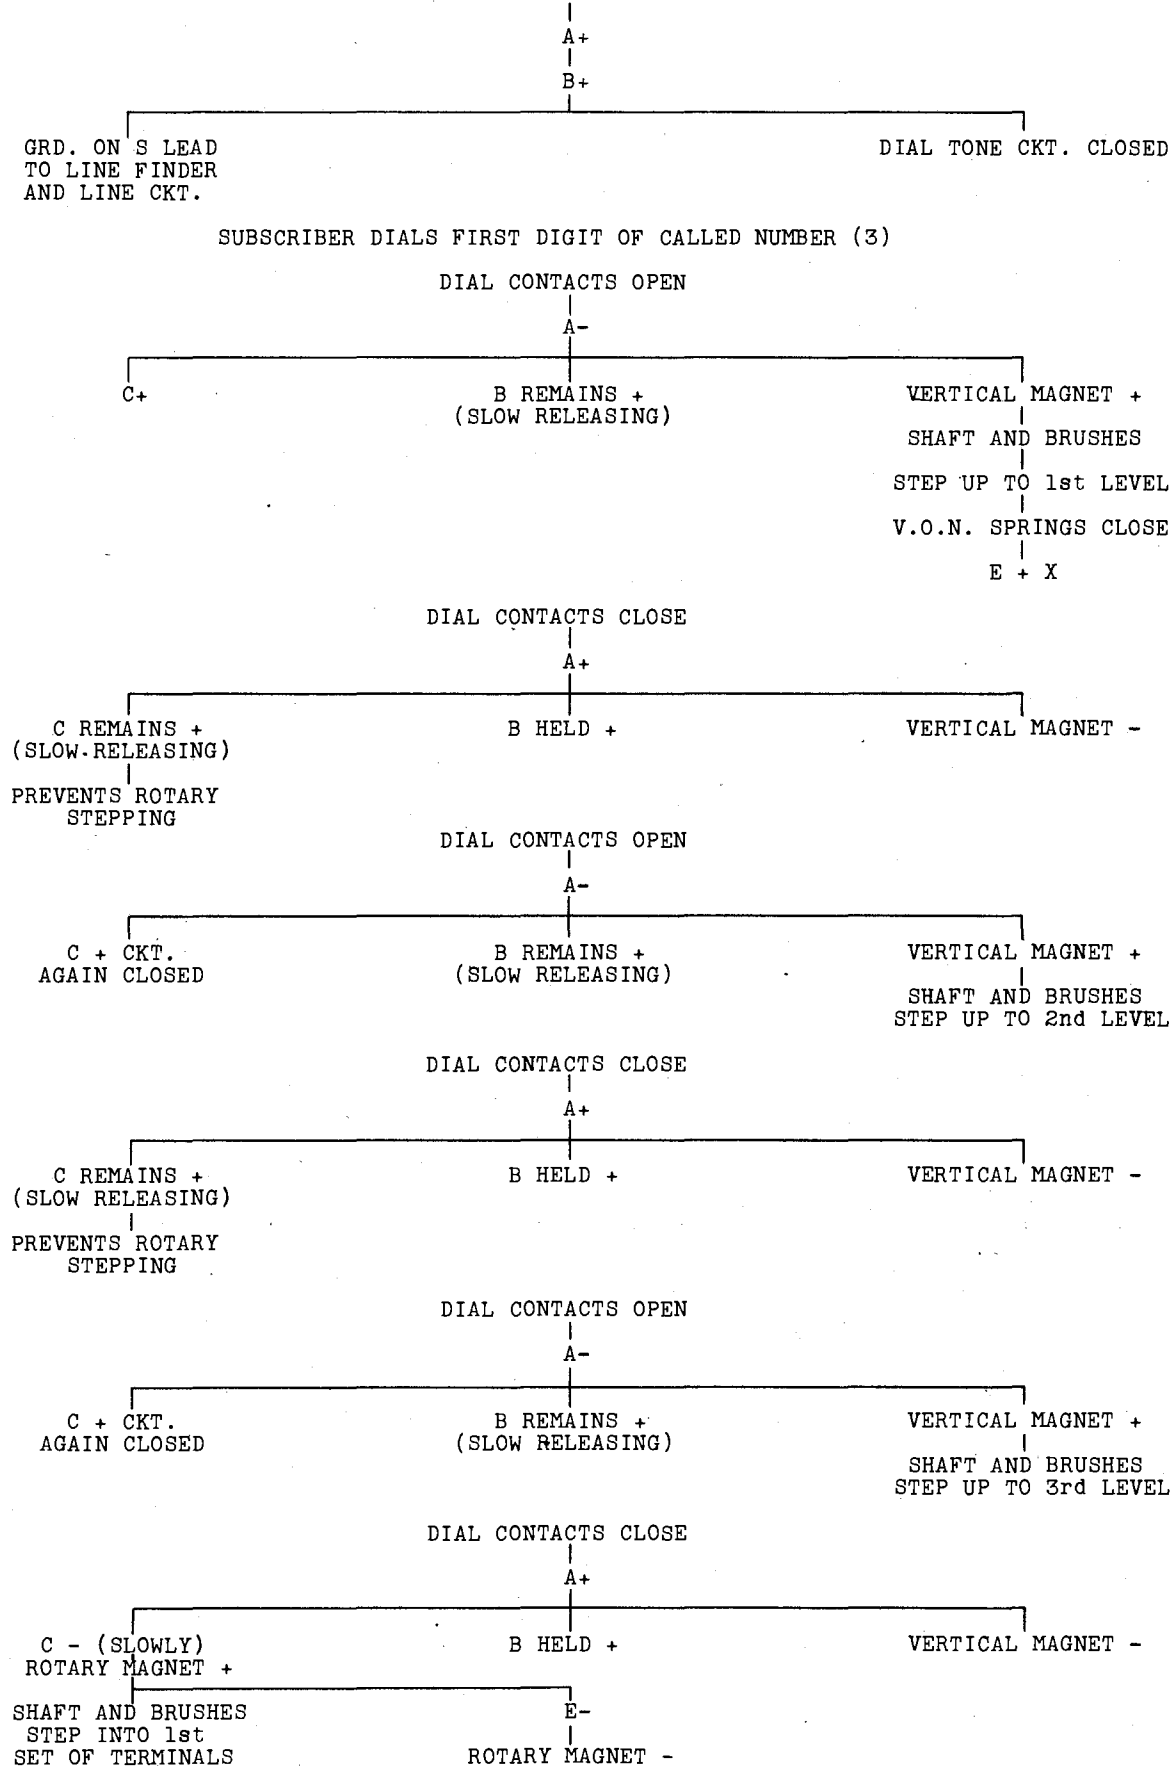 A+
B+
GRD. ON S LEAD
TO LINE FINDER
AND LINE CKT.
DIAL TONE CKT. CLOSED
SUBSCRIBER DIALS FIRST DIGIT OF CALLED NUMBER (3)
DIAL CONTACTS OPEN
A-
C+
B REMAINS +
(SLOW RELEASING)
VERTICAL MAGNET +
SHAFT AND BRUSHES
STEP UP TO 1st LEVEL
V.O.N. SPRINGS CLOSE
E + X
DIAL CONTACTS CLOSE
A+
C REMAINS +
(SLOW RELEASING)
PREVENTS ROTARY
STEPPING
B HELD +
VERTICAL MAGNET -
DIAL CONTACTS OPEN
A-
C + CKT.
AGAIN CLOSED
B REMAINS +
(SLOW RELEASING)
VERTICAL MAGNET +
SHAFT AND BRUSHES
STEP UP TO 2nd LEVEL
DIAL CONTACTS CLOSE
A+
C REMAINS +
(SLOW RELEASING)
PREVENTS ROTARY
STEPPING
B HELD +
VERTICAL MAGNET -
DIAL CONTACTS OPEN
A-
C + CKT.
AGAIN CLOSED
B REMAINS +
(SLOW RELEASING)
VERTICAL MAGNET +
SHAFT AND BRUSHES
STEP UP TO 3rd LEVEL
DIAL CONTACTS CLOSE
A+
C - (SLOWLY)
ROTARY MAGNET +
B HELD +
VERTICAL MAGNET -
SHAFT AND BRUSHES
STEP INTO 1st
SET OF TERMINALS
E-
ROTARY MAGNET -